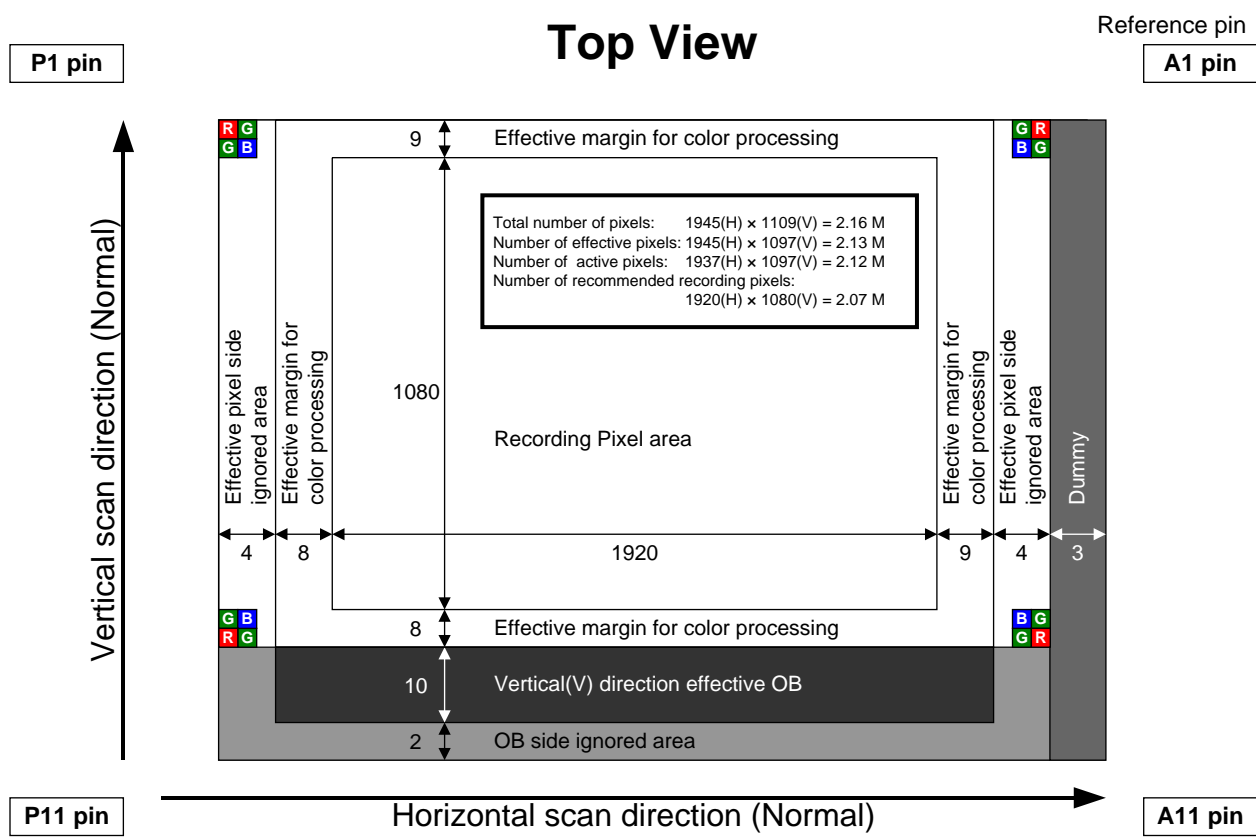 Top View
Reference pin
P1 pin
A1 pin
R G
G B
G R
B G
9
Effective margin for color processing
Total number of pixels: 1945(H) × 1109(V) = 2.16 M
Number of effective pixels: 1945(H) × 1097(V) = 2.13 M
Number of active pixels: 1937(H) × 1097(V) = 2.12 M
Number of recommended recording pixels:
1920(H) × 1080(V) = 2.07 M
Vertical scan direction (Normal)
Effective pixel side
ignored area
Effective margin for
color processing
1080
Recording Pixel area
Effective margin for
color processing
Effective pixel side
ignored area
Dummy
4
8
1920
9
4
3
G B
R G
B G
G R
8
Effective margin for color processing
10
Vertical(V) direction effective OB
2
OB side ignored area
P11 pin
Horizontal scan direction (Normal)
A11 pin